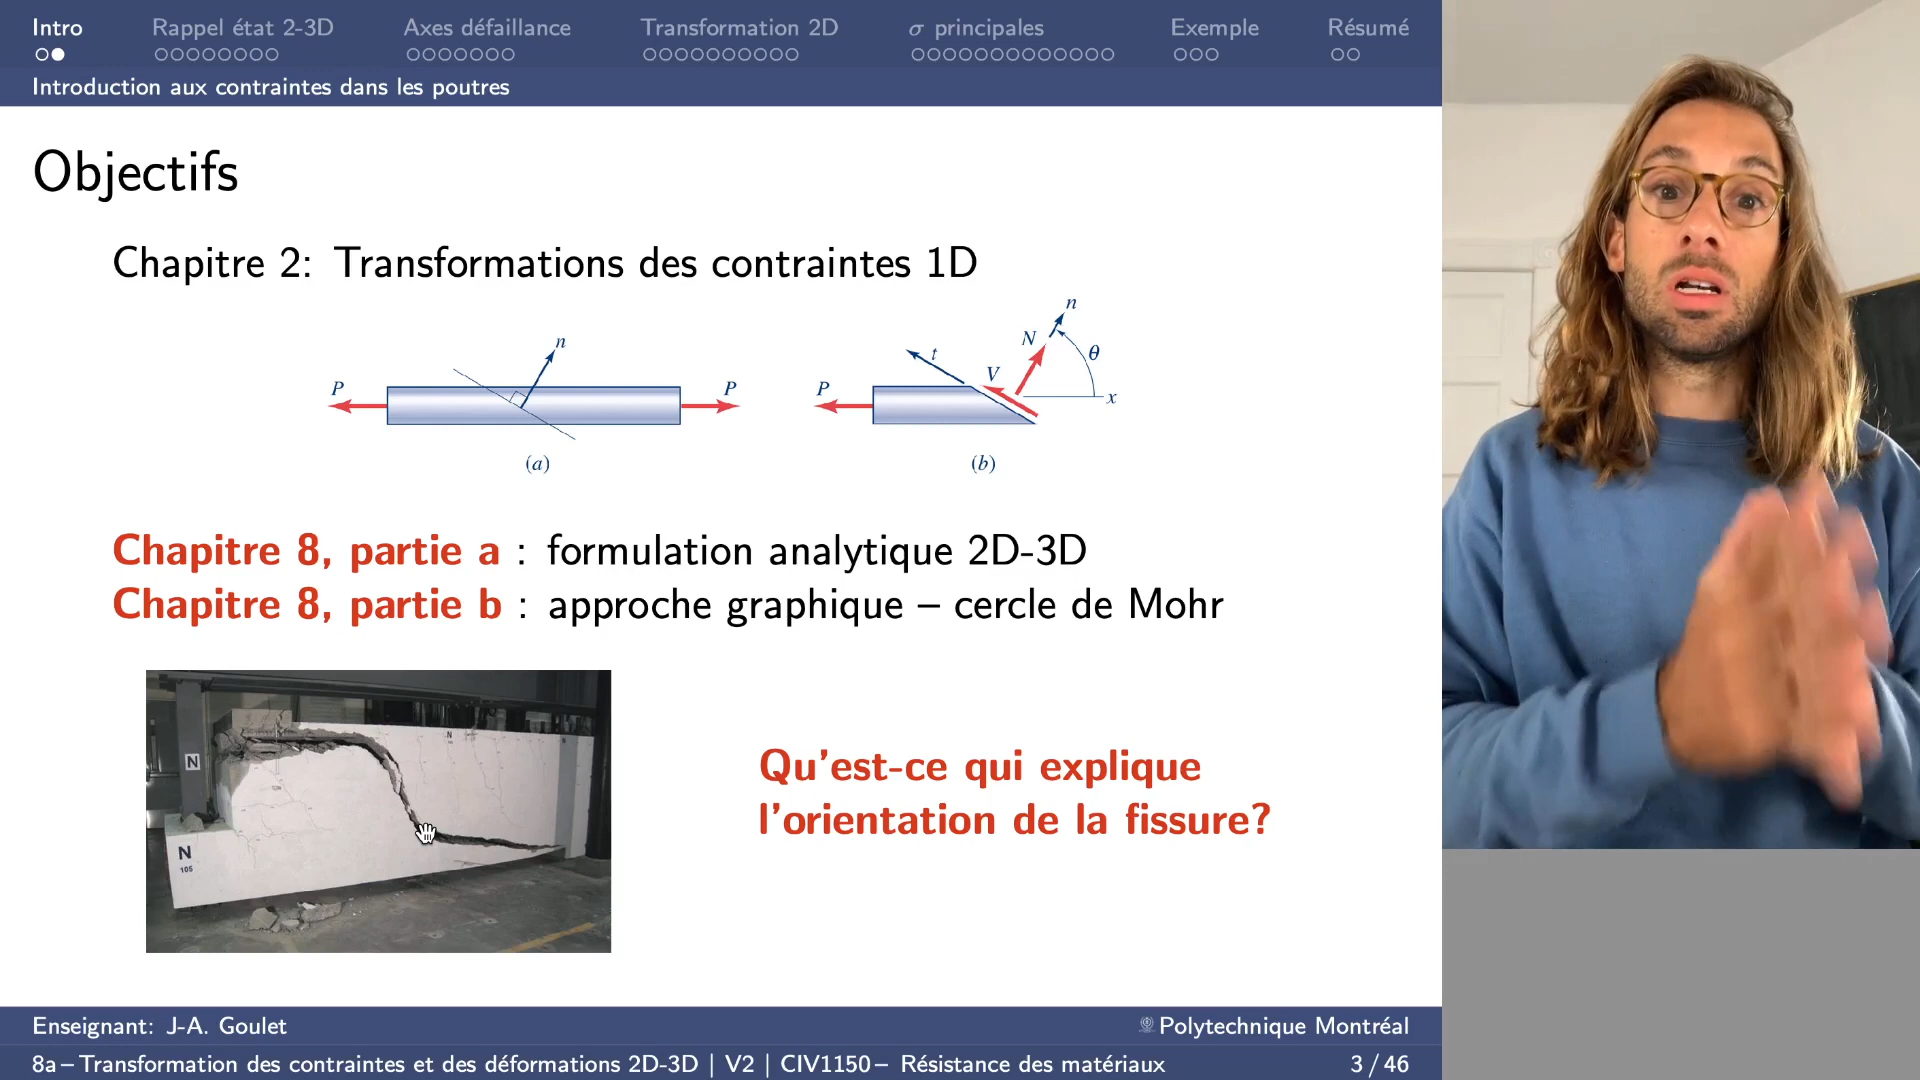 Intro Rappel état 2-3D Axes défaillance Transformation 2D σ principales Exemple Résumé
Introduction aux contraintes dans les poutres
Objectifs
Chapitre 2: Transformations des contraintes 1D
P n P
(a)
P t V N n θ x
(b)
Chapitre 8, partie a : formulation analytique 2D-3D
Chapitre 8, partie b : approche graphique – cercle de Mohr
N
N
N
105
Qu'est-ce qui explique
l'orientation de la fissure?
Enseignant: J-A. Goulet Polytechnique Montréal
8a – Transformation des contraintes et des déformations 2D-3D | V2 | CIV1150 – Résistance des matériaux 3 / 46